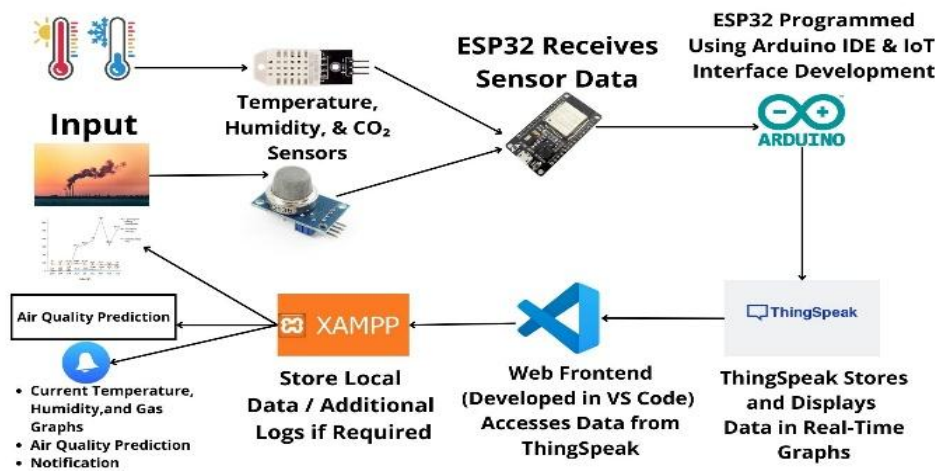 Input
Temperature,
Humidity, & CO₂
Sensors
ESP32 Receives
Sensor Data
ESP32 Programmed
Using Arduino IDE & IoT
Interface Development
ARDUINO
ThingSpeak
ThingSpeak Stores
and Displays
Data in Real-Time
Graphs
Web Frontend
(Developed in VS Code)
Accesses Data from
ThingSpeak
XAMPP
Store Local
Data / Additional
Logs if Required
Air Quality Prediction
• Current Temperature,
Humidity,and Gas
Graphs
• Air Quality Prediction
• Notification